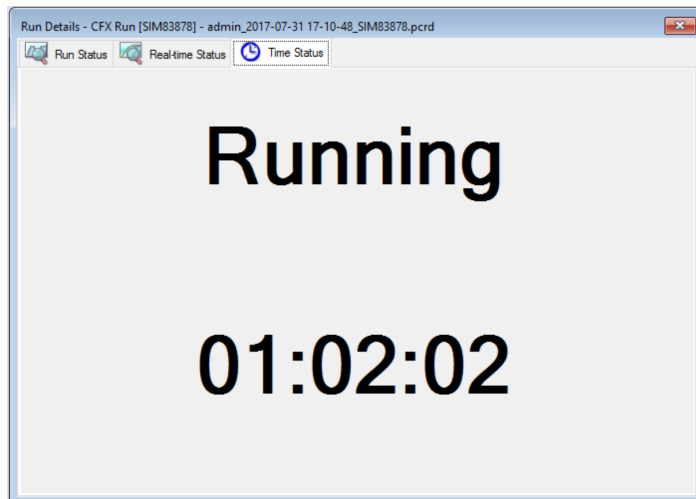 Run Details - CFX Run [SIM83878] - admin_2017-07-31 17-10-48_SIM83878.pcrd
Run Status Real-time Status Time Status
Running
01:02:02